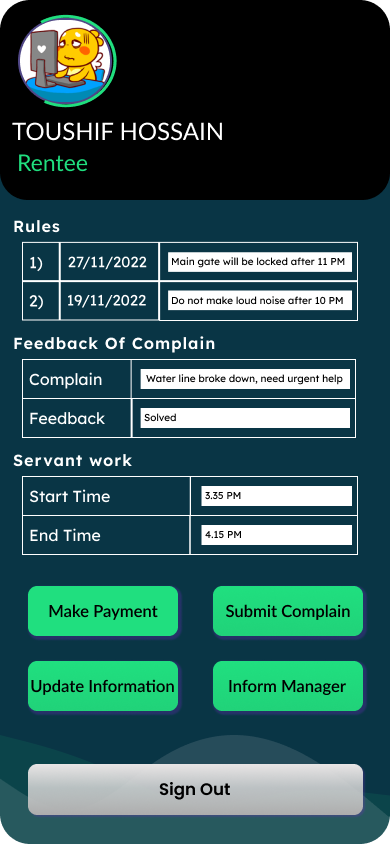 TOUSHIF HOSSAIN
Rentee
Rules
1) 27/11/2022 Main gate will be locked after 11 PM
2) 19/11/2022 Do not make loud noise after 10 PM
Feedback Of Complain
Complain Water line broke down, need urgent help
Feedback Solved
Servant work
Start Time 3.35 PM
End Time 4.15 PM
Make Payment Submit Complain
Update Information Inform Manager
Sign Out